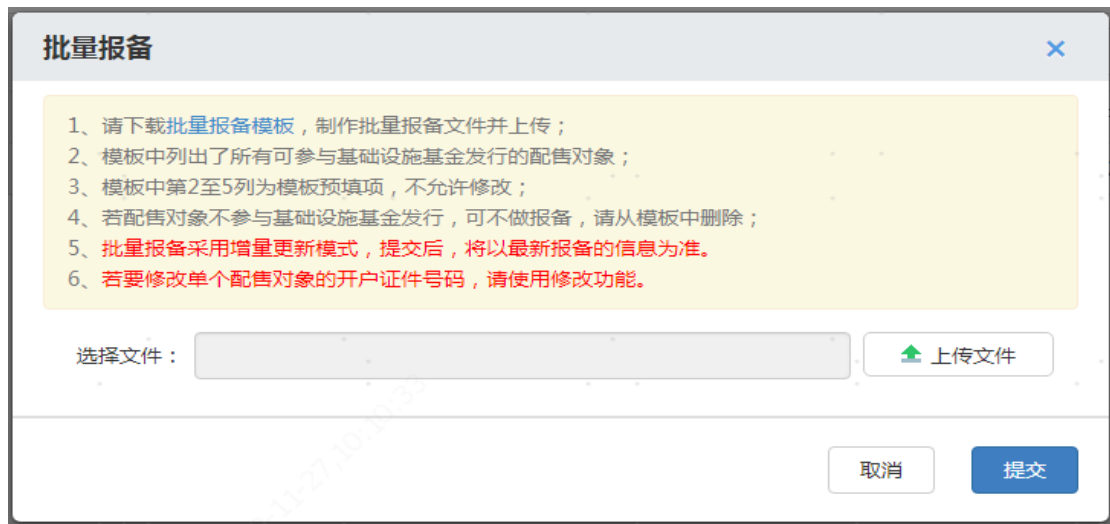 批量报备
×
1、请下载批量报备模板，制作批量报备文件并上传；
2、模板中列出了所有可参与基础设施基金发行的配售对象；
3、模板中第2至5列为模板预填项，不允许修改；
4、若配售对象不参与基础设施基金发行，可不做报备，请从模板中删除；
5、批量报备采用增量更新模式，提交后，将以最新报备的信息为准。
6、若要修改单个配售对象的开户证件号码，请使用修改功能。
选择文件： 上传文件
11-27,10:10:33
取消 提交